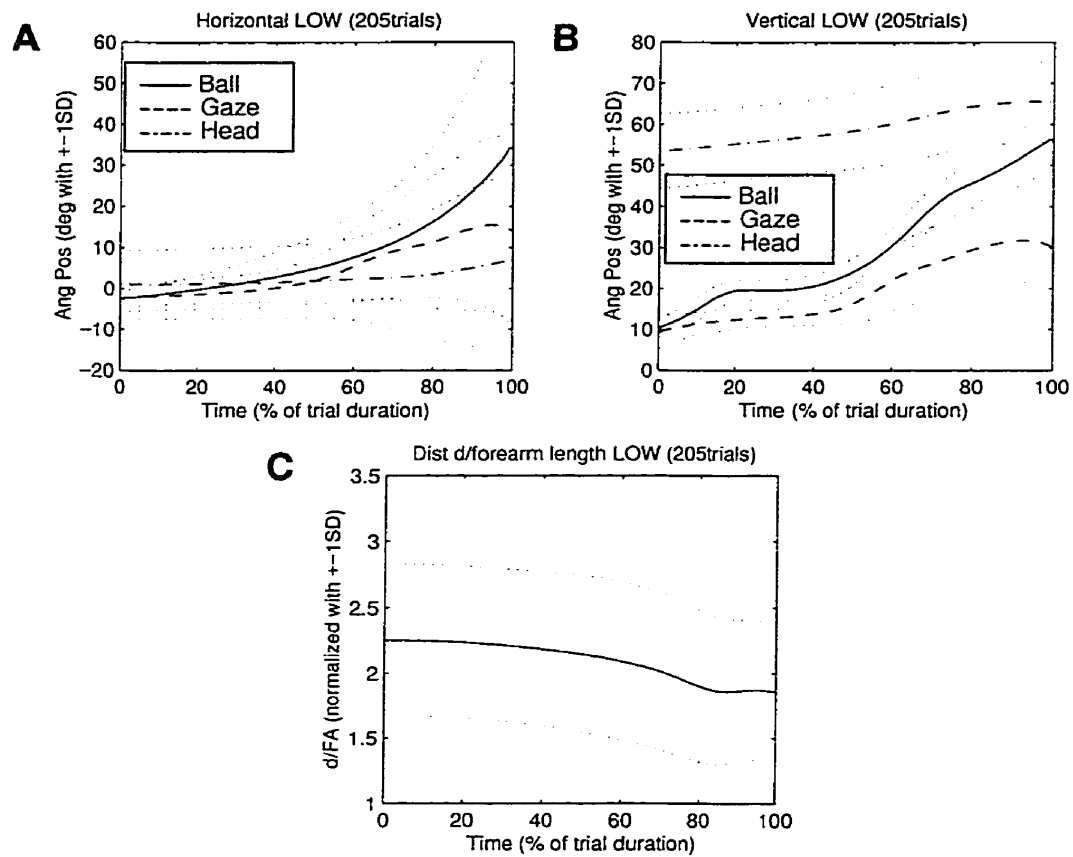 A
Horizontal LOW (205trials)
Ang Pos (deg with +-1SD)
60
50
40
30
20
10
0
-10
-20
Ball
Gaze
Head
0 20 40 60 80 100
Time (% of trial duration)
B
Vertical LOW (205trials)
Ang Pos (deg with +-1SD)
80
70
60
50
40
30
20
10
0
Ball
Gaze
Head
0 20 40 60 80 100
Time (% of trial duration)
C
Dist d/forearm length LOW (205trials)
d/FA (normalized with +-1SD)
3.5
3
2.5
2
1.5
1
0 20 40 60 80 100
Time (% of trial duration)